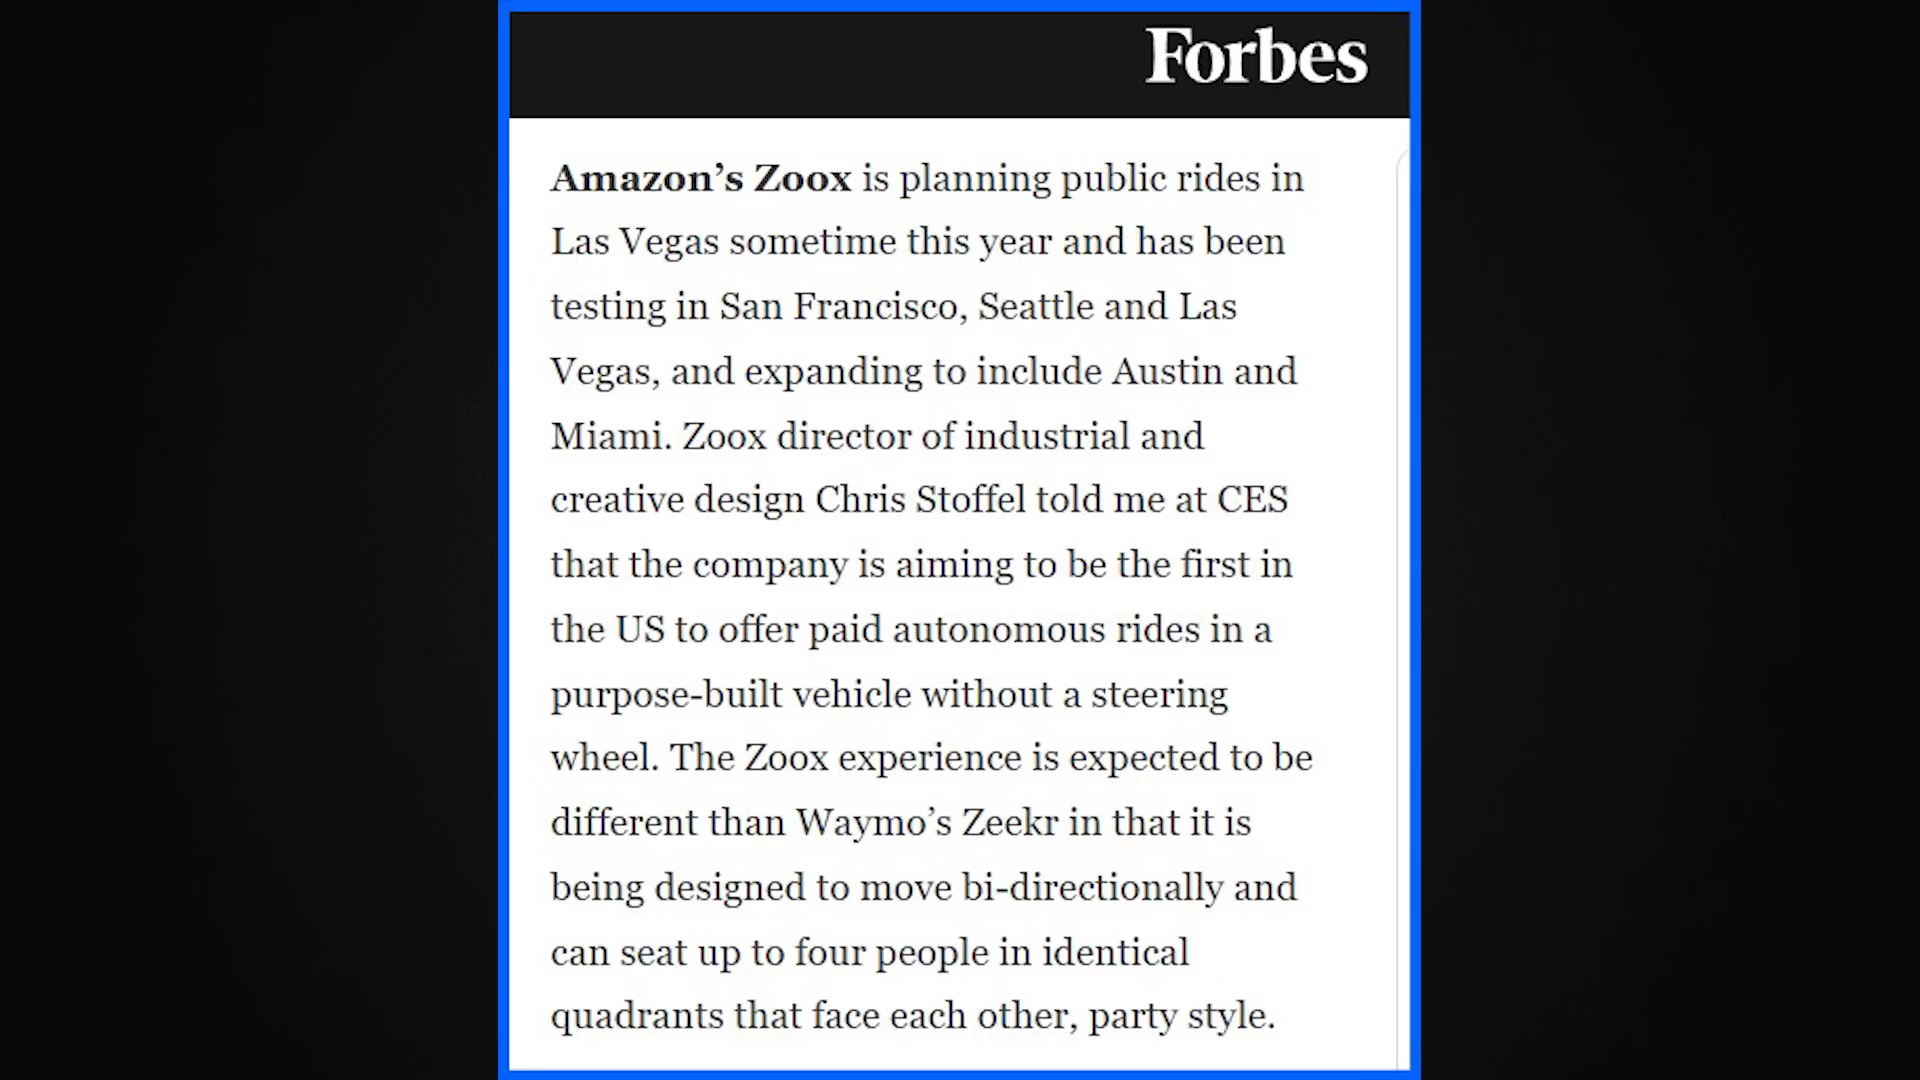 Forbes
Amazon’s Zoox is planning public rides in
Las Vegas sometime this year and has been
testing in San Francisco, Seattle and Las
Vegas, and expanding to include Austin and
Miami. Zoox director of industrial and
creative design Chris Stoffel told me at CES
that the company is aiming to be the first in
the US to offer paid autonomous rides in a
purpose-built vehicle without a steering
wheel. The Zoox experience is expected to be
different than Waymo’s Zeekr in that it is
being designed to move bi-directionally and
can seat up to four people in identical
quadrants that face each other, party style.